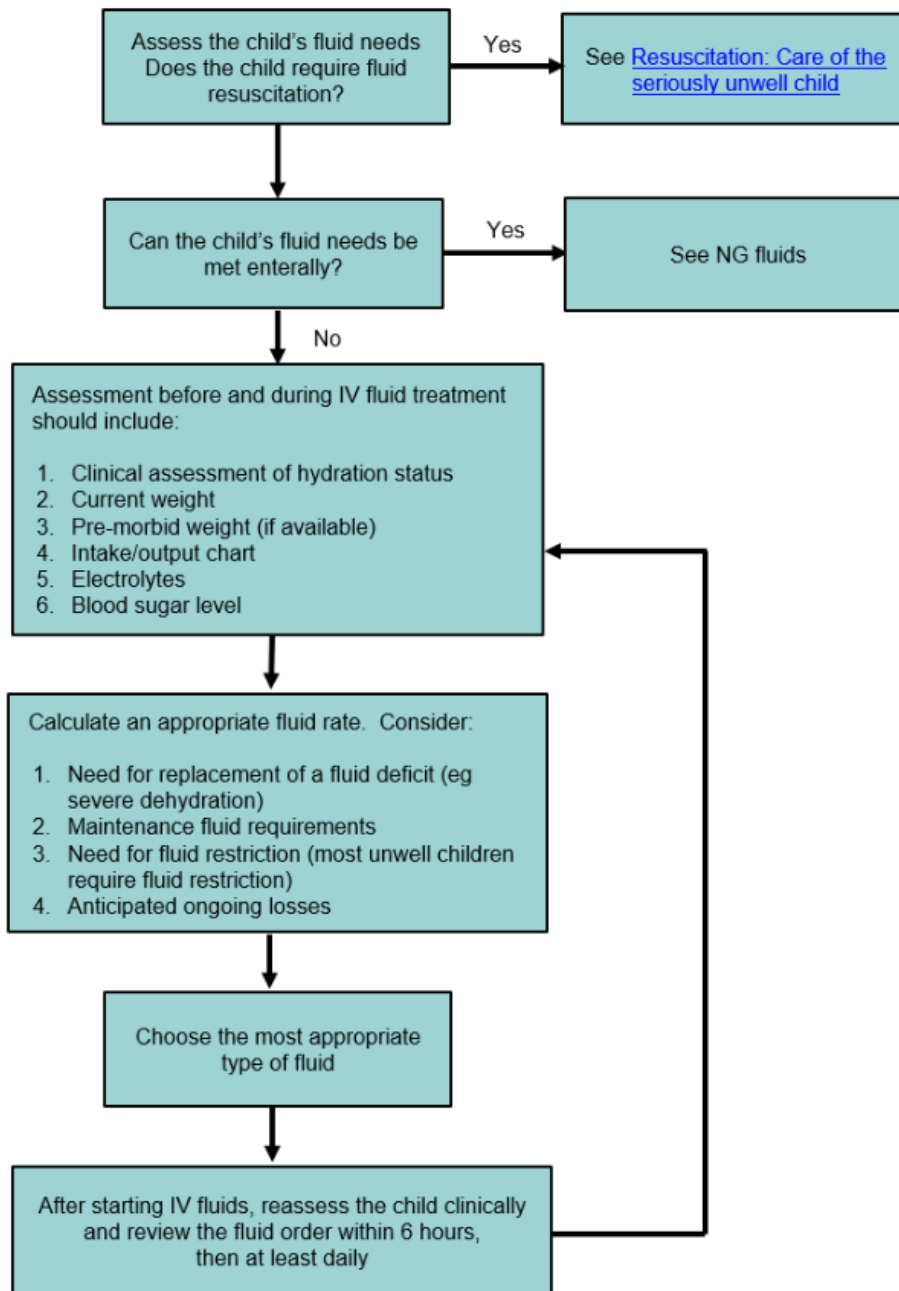 Assess the child's fluid needs
Does the child require fluid
resuscitation?
Yes
See Resuscitation: Care of the
seriously unwell child
Can the child's fluid needs be
met enterally?
Yes
See NG fluids
No
Assessment before and during IV fluid treatment
should include:
1. Clinical assessment of hydration status
2. Current weight
3. Pre-morbid weight (if available)
4. Intake/output chart
5. Electrolytes
6. Blood sugar level
Calculate an appropriate fluid rate. Consider:
1. Need for replacement of a fluid deficit (eg
severe dehydration)
2. Maintenance fluid requirements
3. Need for fluid restriction (most unwell children
require fluid restriction)
4. Anticipated ongoing losses
Choose the most appropriate
type of fluid
After starting IV fluids, reassess the child clinically
and review the fluid order within 6 hours,
then at least daily